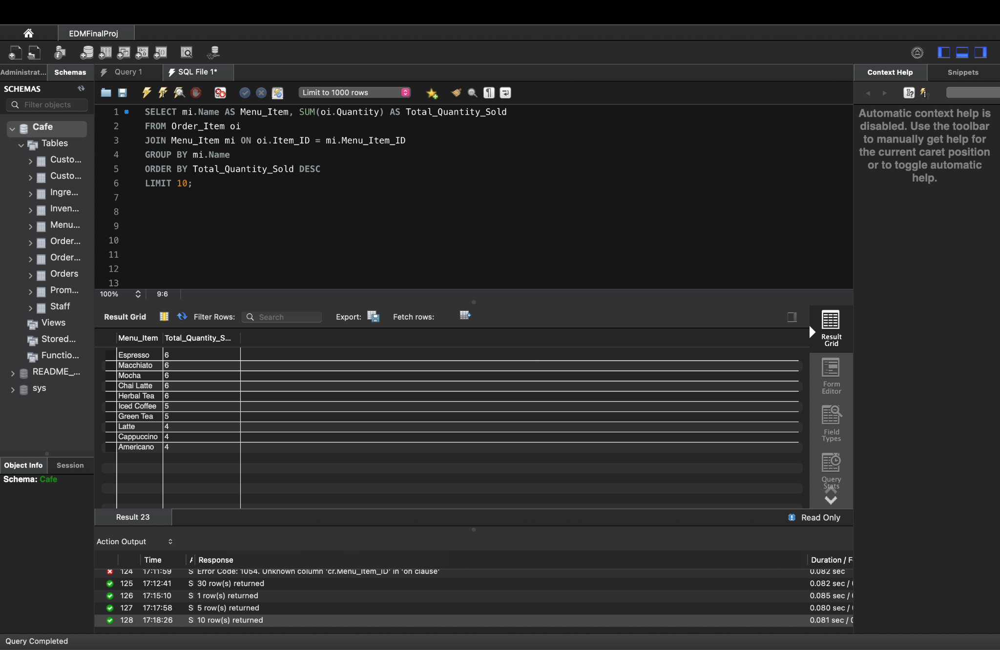 EDMFinalProj
Administrat...
Schemas
Query 1
SQL File 1*
Context Help
Snippets
SCHEMAS
Filter objects
Limit to 1000 rows
Automatic context help is
disabled. Use the toolbar
to manually get help for
the current caret position
or to toggle automatic
help.
1 SELECT mi.Name AS Menu_Item, SUM(oi.Quantity) AS Total_Quantity_Sold
2 FROM Order_Item oi
3 JOIN Menu_Item mi ON oi.Item_ID = mi.Menu_Item_ID
4 GROUP BY mi.Name
5 ORDER BY Total_Quantity_Sold DESC
6 LIMIT 10;
7
8
9
10
11
12
13
Cafe
Tables
Custo...
Custo...
Ingre...
Inven...
Menu...
Order...
Order...
Orders
Prom...
Staff
Views
Stored...
Functio...
README_...
sys
100% 9:6
Result Grid Filter Rows: Search Export: Fetch rows:
Menu_Item Total_Quantity_S...
Espresso 6
Macchiato 6
Mocha 6
Chai Latte 6
Herbal Tea 6
Iced Coffee 5
Green Tea 5
Latte 4
Cappuccino 4
Americano 4
Result
Grid
Form
Editor
Field
Types
Query
Stats
Object Info Session
Schema: Cafe
Result 23
Read Only
Action Output
Time Response Duration / F
124 17:11:59 S Error Code: 1054. Unknown column 'cr.Menu_Item_ID' in 'on clause' 0.082 sec
125 17:12:41 S 30 row(s) returned 0.082 sec /
126 17:15:10 S 1 row(s) returned 0.085 sec /
127 17:17:58 S 5 row(s) returned 0.080 sec /
128 17:18:26 S 10 row(s) returned 0.081 sec /
Query Completed